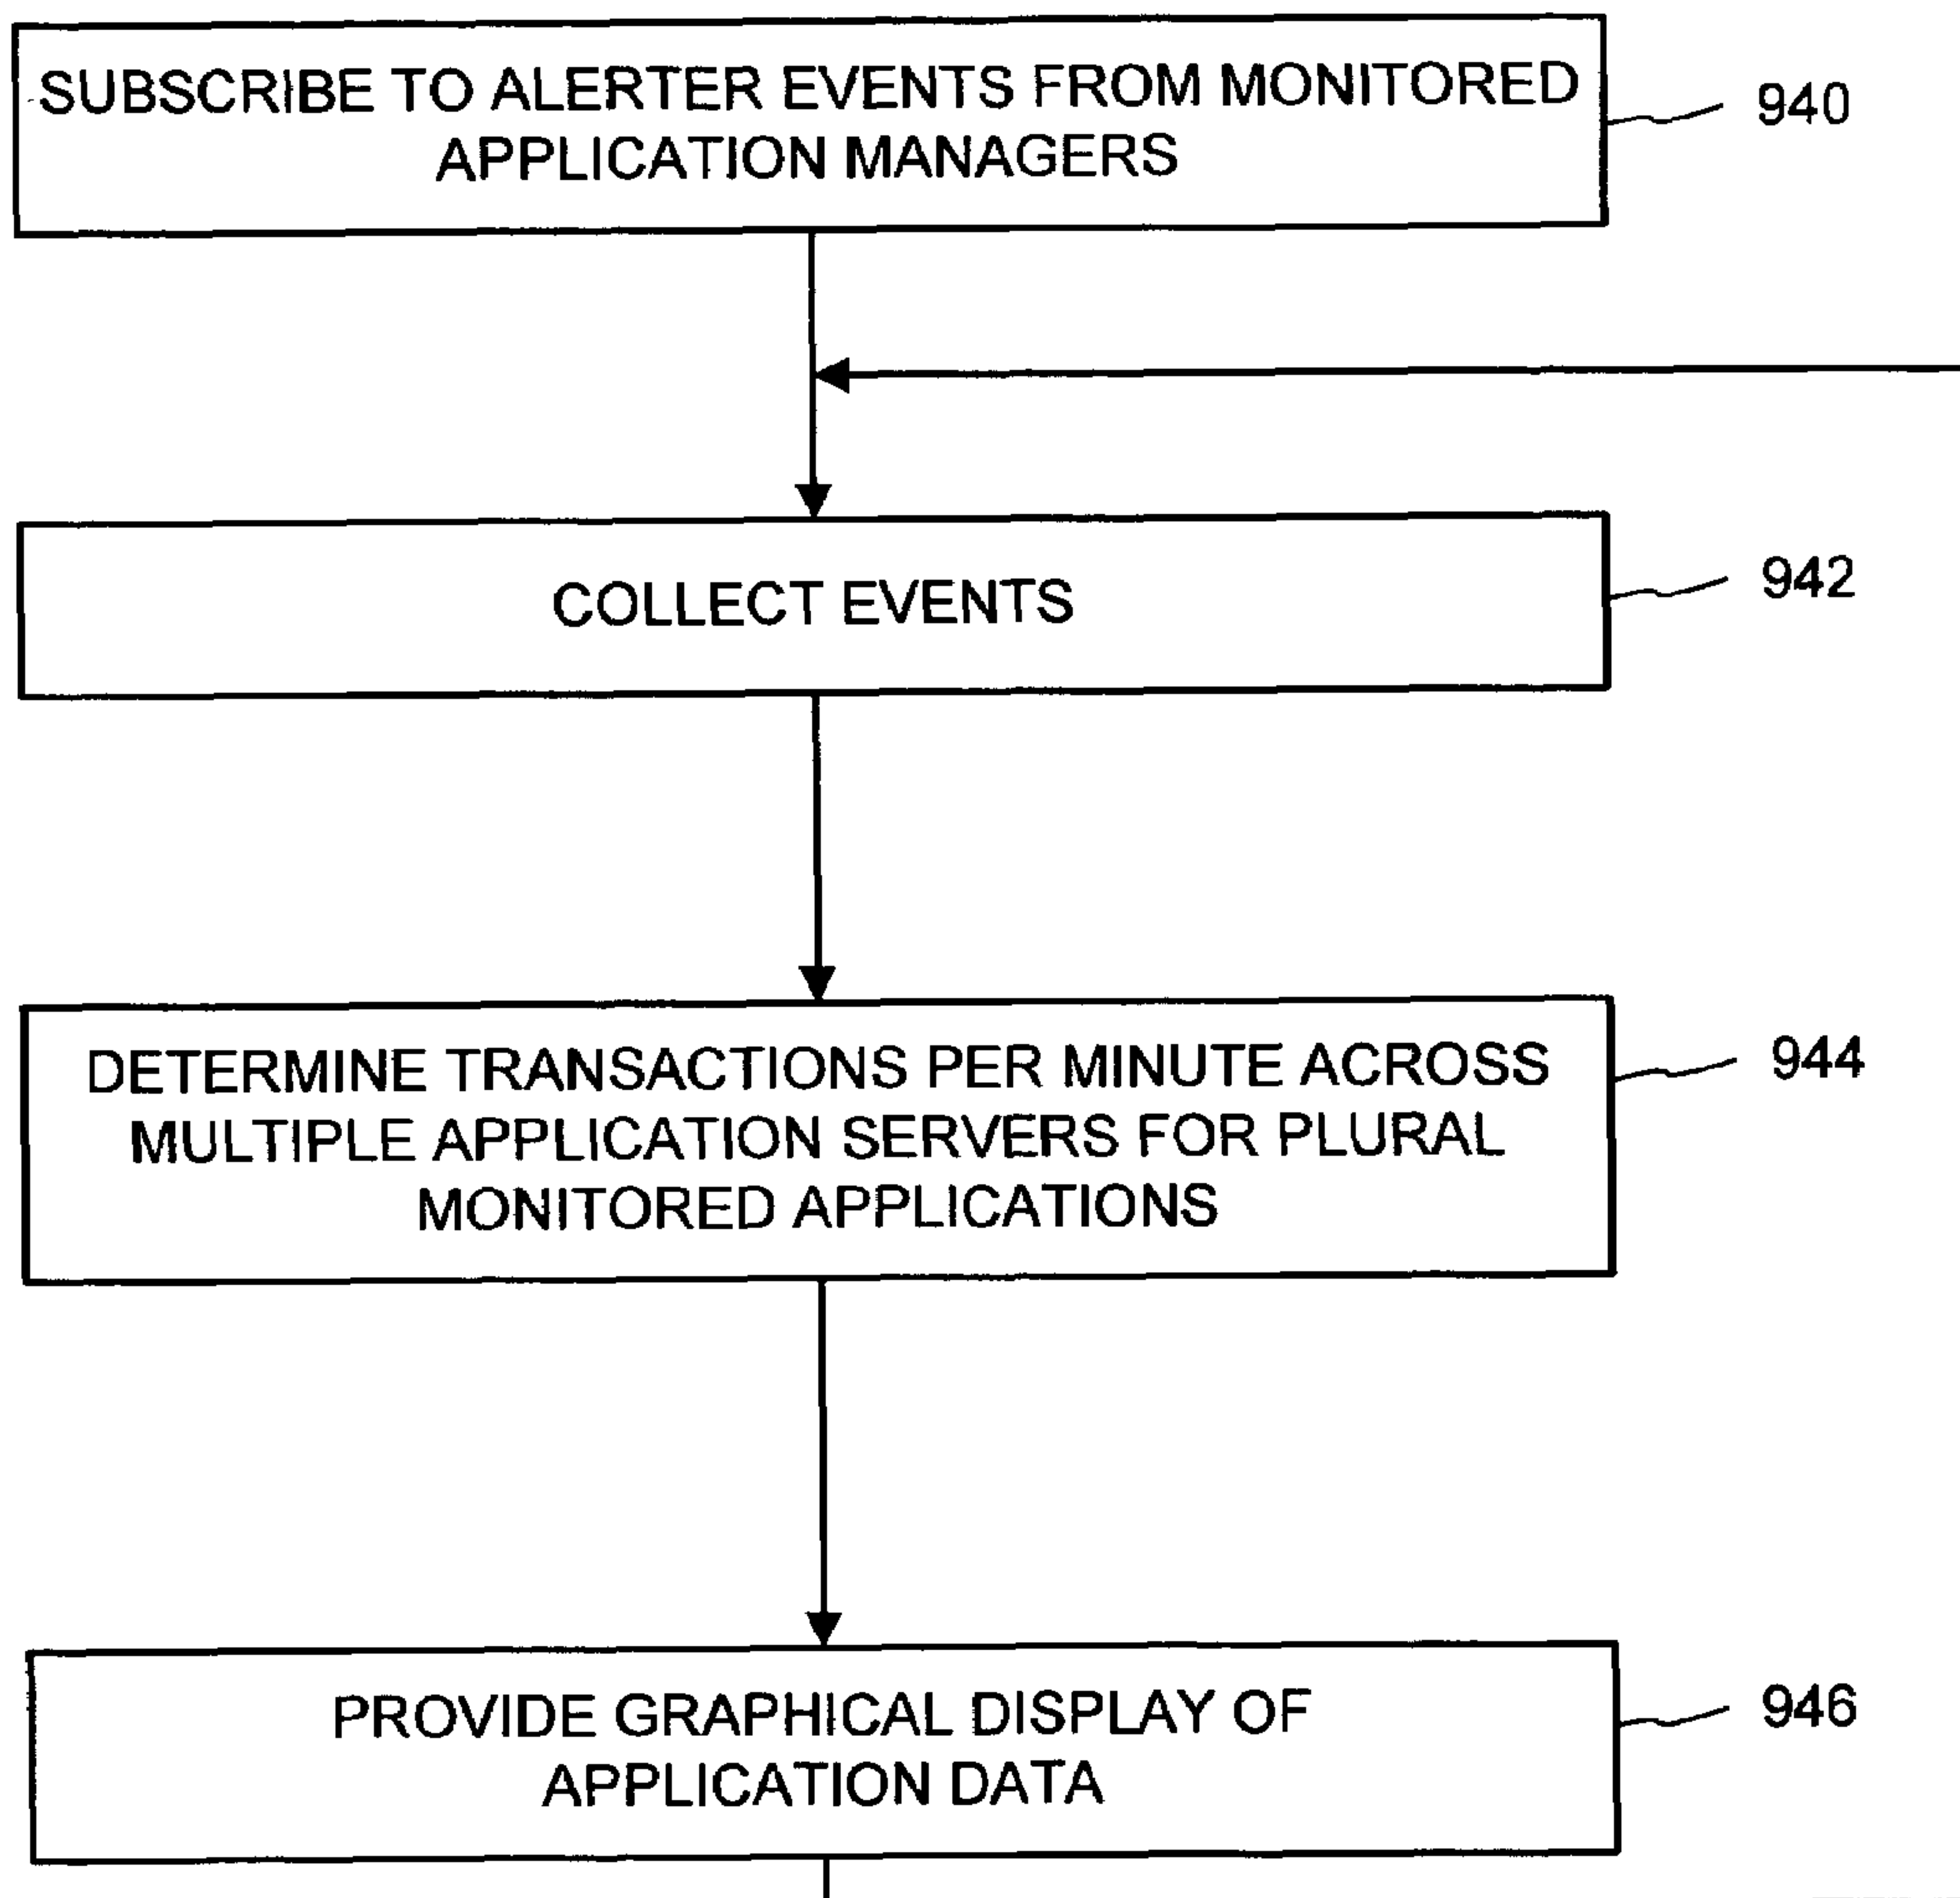 SUBSCRIBE TO ALERTER EVENTS FROM MONITORED
APPLICATION MANAGERS
940
COLLECT EVENTS
942
DETERMINE TRANSACTIONS PER MINUTE ACROSS
MULTIPLE APPLICATION SERVERS FOR PLURAL
MONITORED APPLICATIONS
944
PROVIDE GRAPHICAL DISPLAY OF
APPLICATION DATA
946